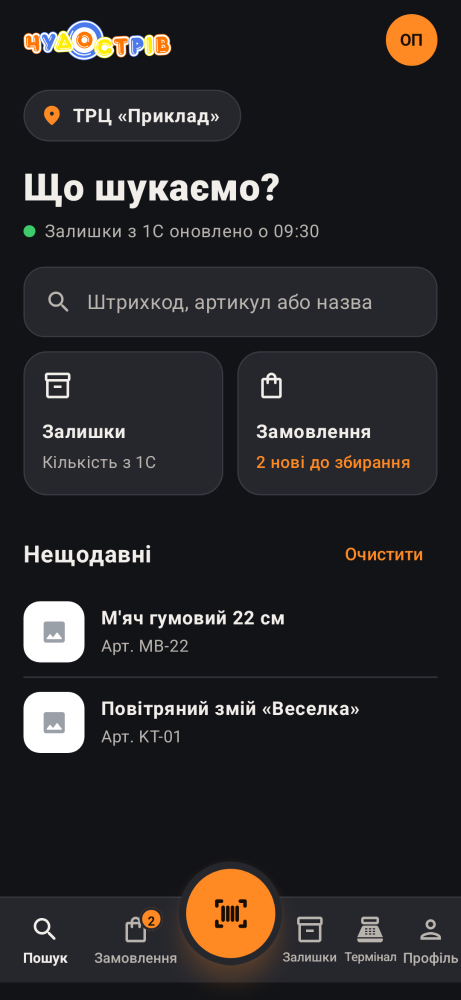 ЧУДОСТРІВ
ОП
ТРЦ «Приклад»
Що шукаємо?
Залишки з 1С оновлено о 09:30
Штрихкод, артикул або назва
Залишки
Кількість з 1С
Замовлення
2 нові до збирання
Нещодавні
Очистити
М'яч гумовий 22 см
Арт. MB-22
Повітряний змій «Веселка»
Арт. KT-01
2
Пошук
Замовлення
Залишки
Термінал
Профіль